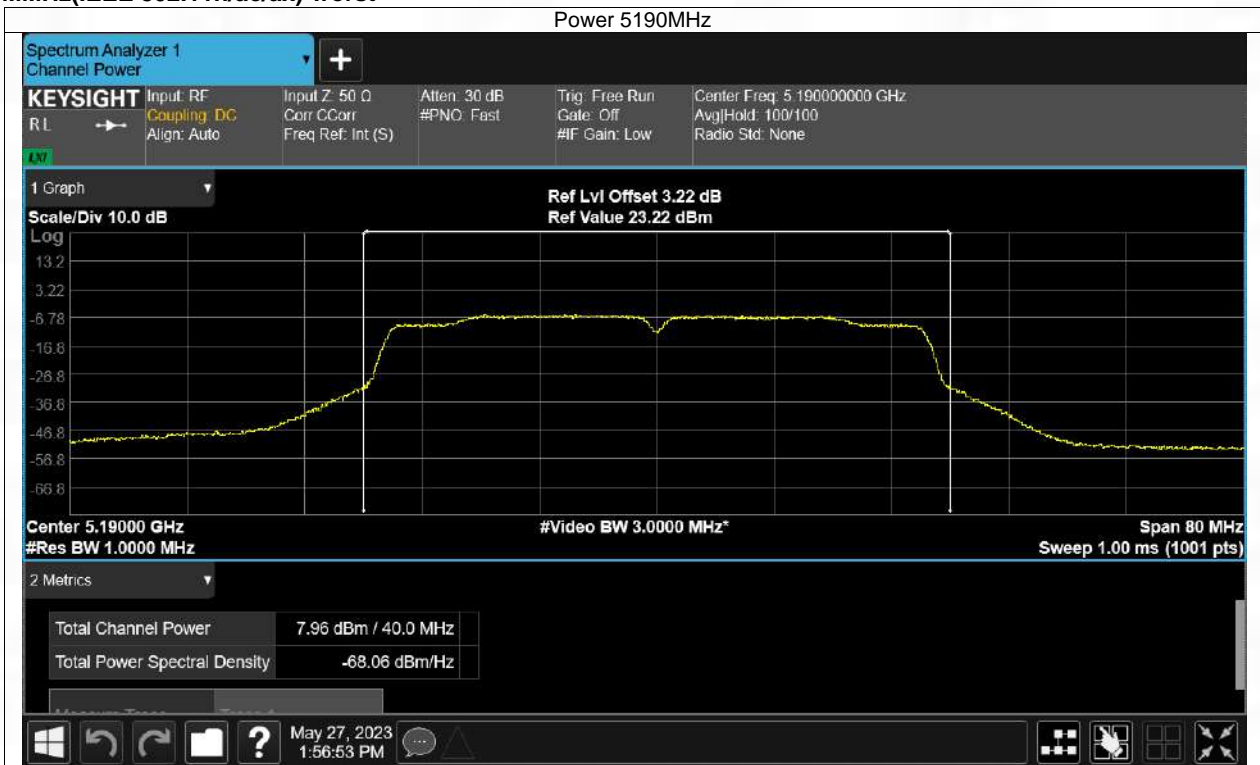 Power 5190MHz
Spectrum Analyzer 1
Channel Power
+
KEYSIGHT
RL
LXI
Input: RF
Coupling: DC
Align: Auto
Input Z: 50 Ω
Corr CCorr
Freq Ref: Int (S)
Atten: 30 dB
#PNO: Fast
Trig: Free Run
Gate: Off
#IF Gain: Low
Center Freq: 5.190000000 GHz
Avg|Hold: 100/100
Radio Std: None
1 Graph
Scale/Div 10.0 dB
Ref Lvl Offset 3.22 dB
Ref Value 23.22 dBm
Log
13.2
3.22
-6.78
-16.8
-26.8
-36.8
-46.8
-56.8
-66.8
Center 5.19000 GHz
#Video BW 3.0000 MHz*
Span 80 MHz
#Res BW 1.0000 MHz
Sweep 1.00 ms (1001 pts)
2 Metrics
Total Channel Power 7.96 dBm / 40.0 MHz
Total Power Spectral Density -68.06 dBm/Hz
?
May 27, 2023
1:56:53 PM